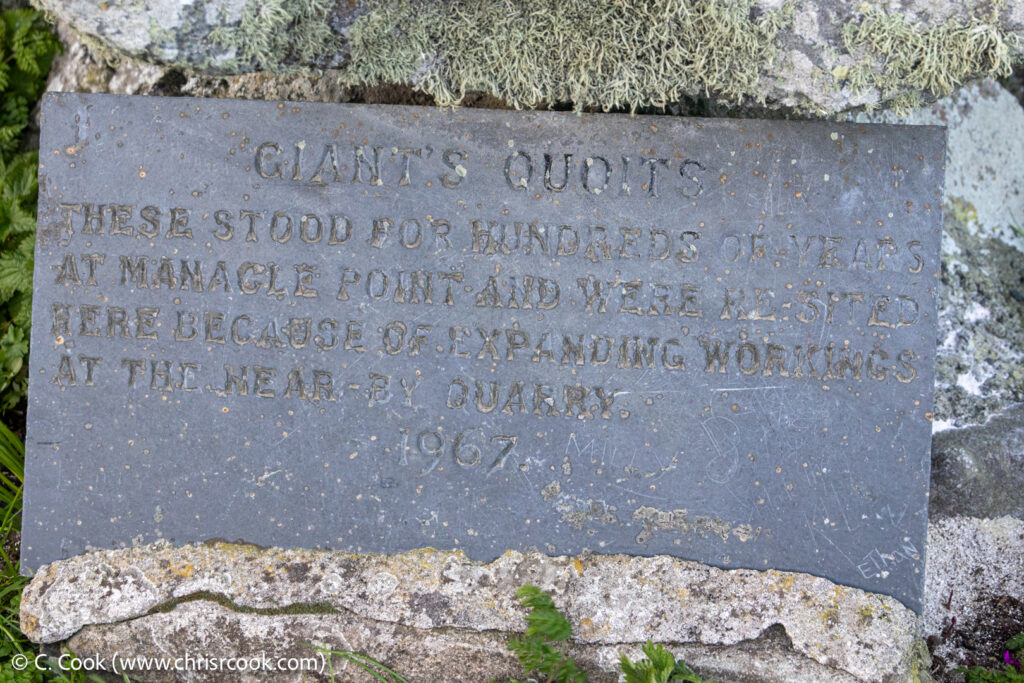 GIANT'S QUOITS
THESE STOOD FOR HUNDREDS OF YEARS
AT MANACLE POINT AND WERE RE-SITED
HERE BECAUSE OF EXPANDING WORKINGS
AT THE NEAR-BY QUARRY.
1967
ETHAN
© C. Cook (www.chrisrcook.com)